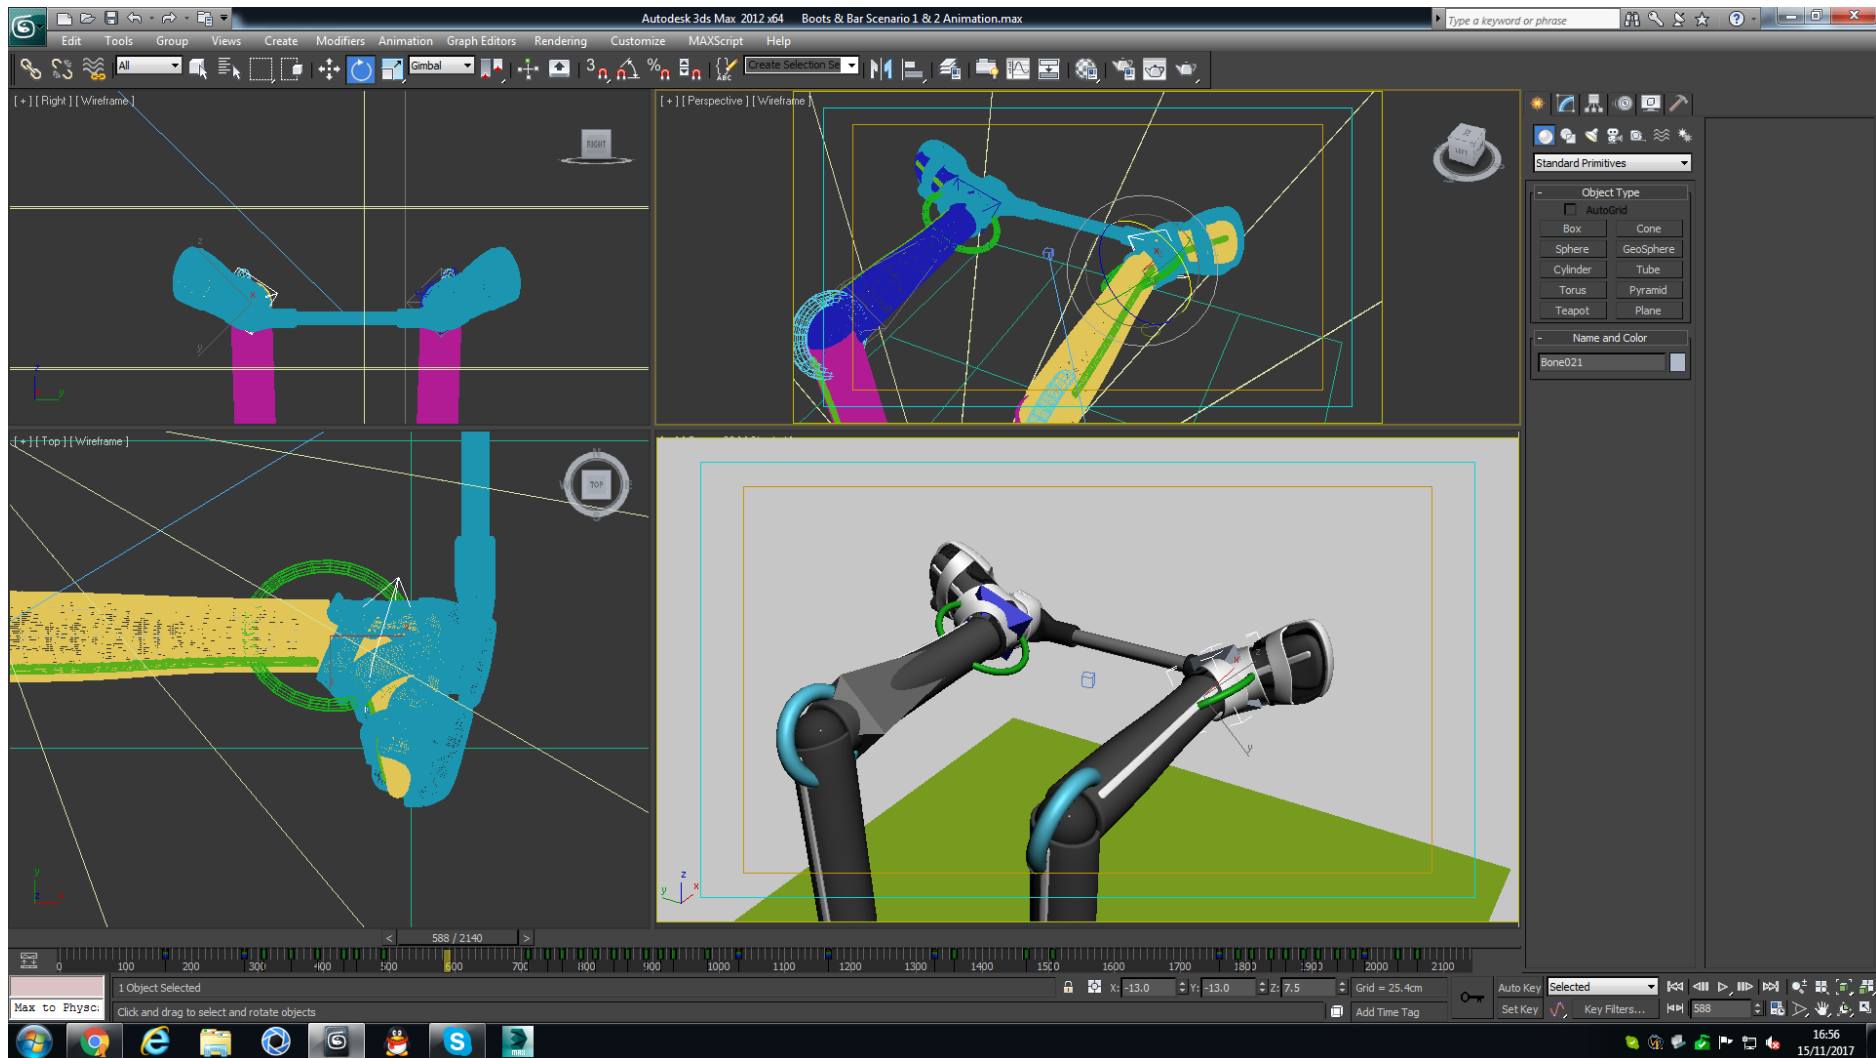 Autodesk 3ds Max 2012 x64 Boots & Bar Scenario 1 & 2 Animation.max
Type a keyword or phrase
Edit Tools Group Views Create Modifiers Animation Graph Editors Rendering Customize MAXScript Help
All
Gimbal
Create Selection Se
[ + ] [ Right ] [ Wireframe ]
[ + ] [ Perspective ] [ Wireframe ]
RIGHT
LEFT
Standard Primitives
- Object Type
AutoGrid
Box Cone
Sphere GeoSphere
Cylinder Tube
Torus Pyramid
Teapot Plane
- Name and Color
Bone021
[ + ] [ Top ] [ Wireframe ]
TOP
588 / 2140
0 100 200 300 400 500 600 700 800 900 1000 1100 1200 1300 1400 1500 1600 1700 1800 1900 2000 2100
1 Object Selected
X: -13.0 Y: -13.0 Z: 7.5 Grid = 25.4cm
Auto Key Selected
Max to Physc:
Click and drag to select and rotate objects
Add Time Tag
Set Key Key Filters... 588
16:56
15/11/2017